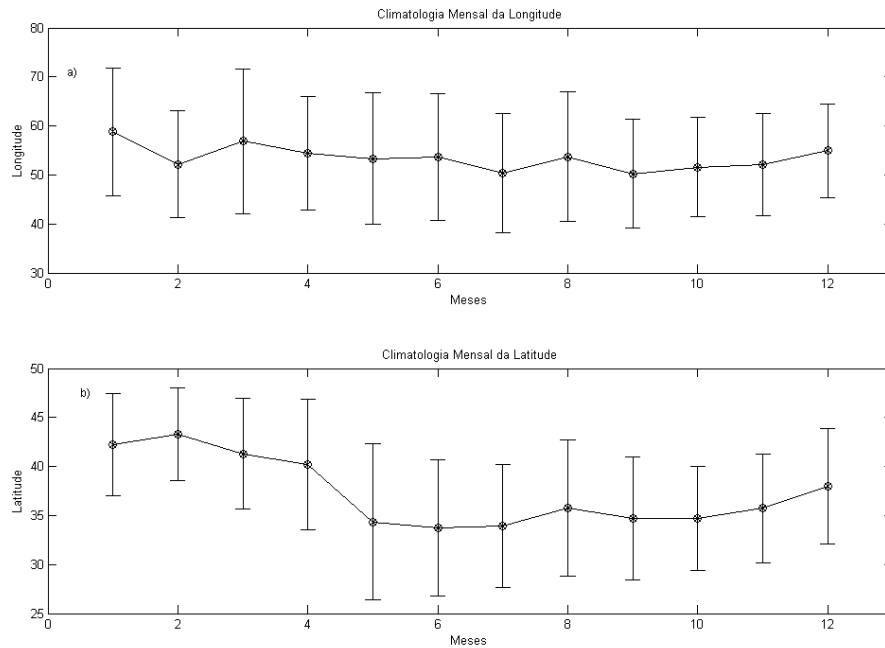 Climatologia Mensal da Longitude
80
70
60
50
40
30
a)
Longitude
0 2 4 6 8 10 12
Meses
Climatologia Mensal da Latitude
50
45
40
35
30
25
b)
Latitude
0 2 4 6 8 10 12
Meses